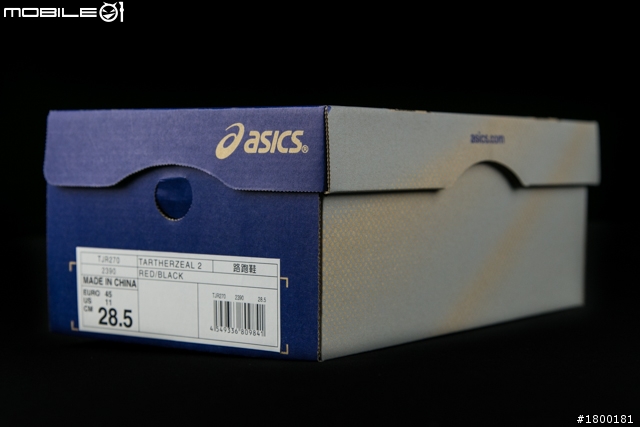 MOBILE01
asics®
asics.com
TJR270
TARTHERZEAL 2
路跑鞋
2390
RED/BLACK
MADE IN CHINA
EURO 45
US 11
CM 28.5
TJR270 2390 28.5
4549336809841
#1800181